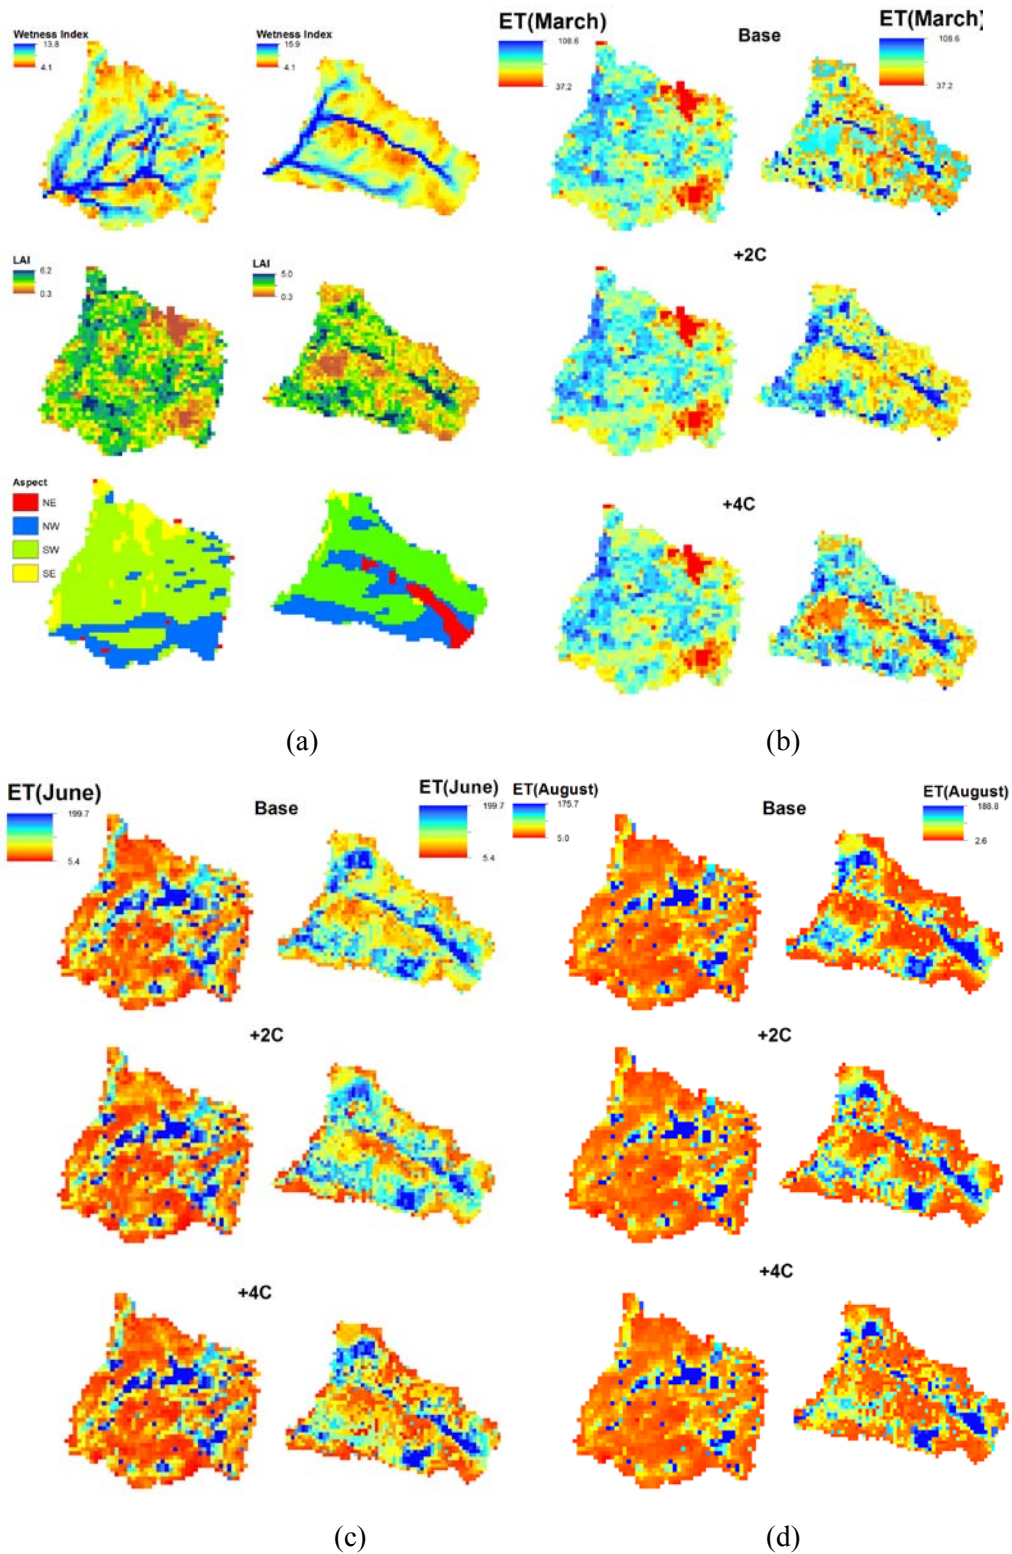 Wetness Index
13.8
4.1
Wetness Index
15.9
4.1
LAI
6.2
0.3
LAI
5.0
0.3
Aspect
NE
NW
SW
SE
(a)
ET(March)
108.6
37.2
Base
ET(March)
108.6
37.2
+2C
+4C
(b)
ET(June)
199.7
5.4
Base
ET(June)
199.7
5.4
+2C
+4C
(c)
ET(August)
175.7
5.0
Base
ET(August)
188.8
2.6
+2C
+4C
(d)